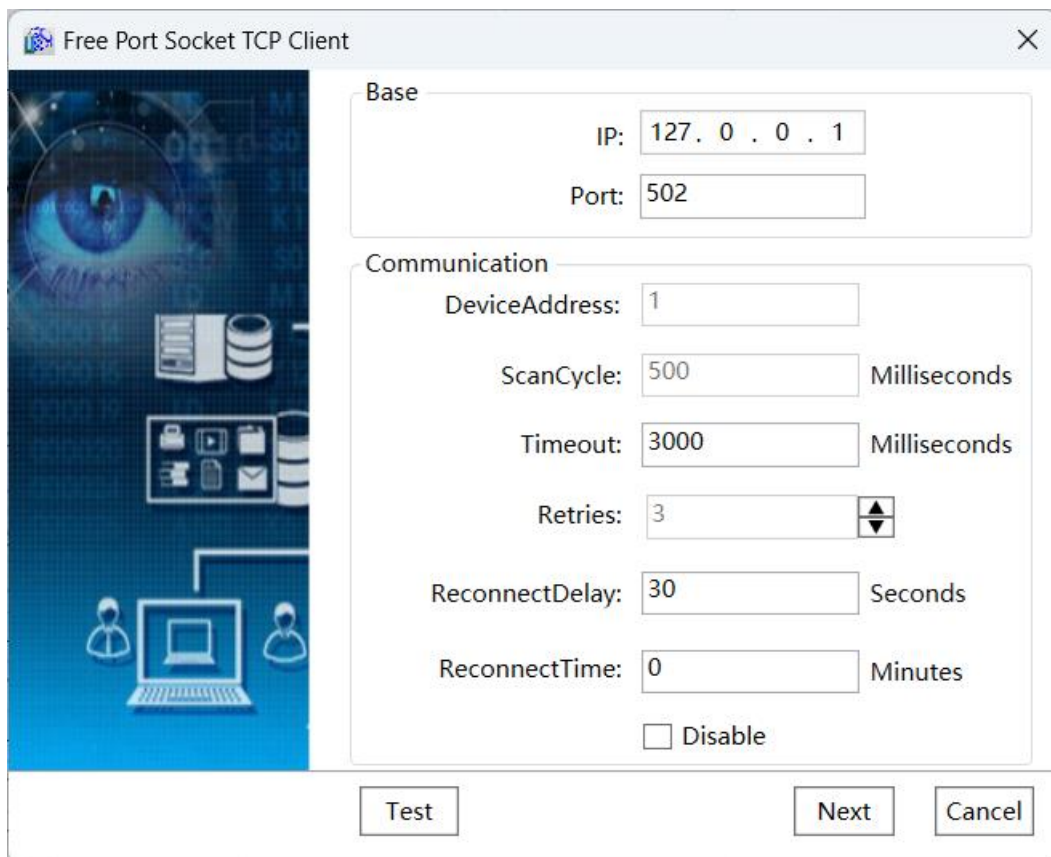 Free Port Socket TCP Client
Base
IP: 127. 0 . 0 . 1
Port: 502
Communication
DeviceAddress: 1
ScanCycle: 500 Milliseconds
Timeout: 3000 Milliseconds
Retries: 3
ReconnectDelay: 30 Seconds
ReconnectTime: 0 Minutes
Disable
Test Next Cancel